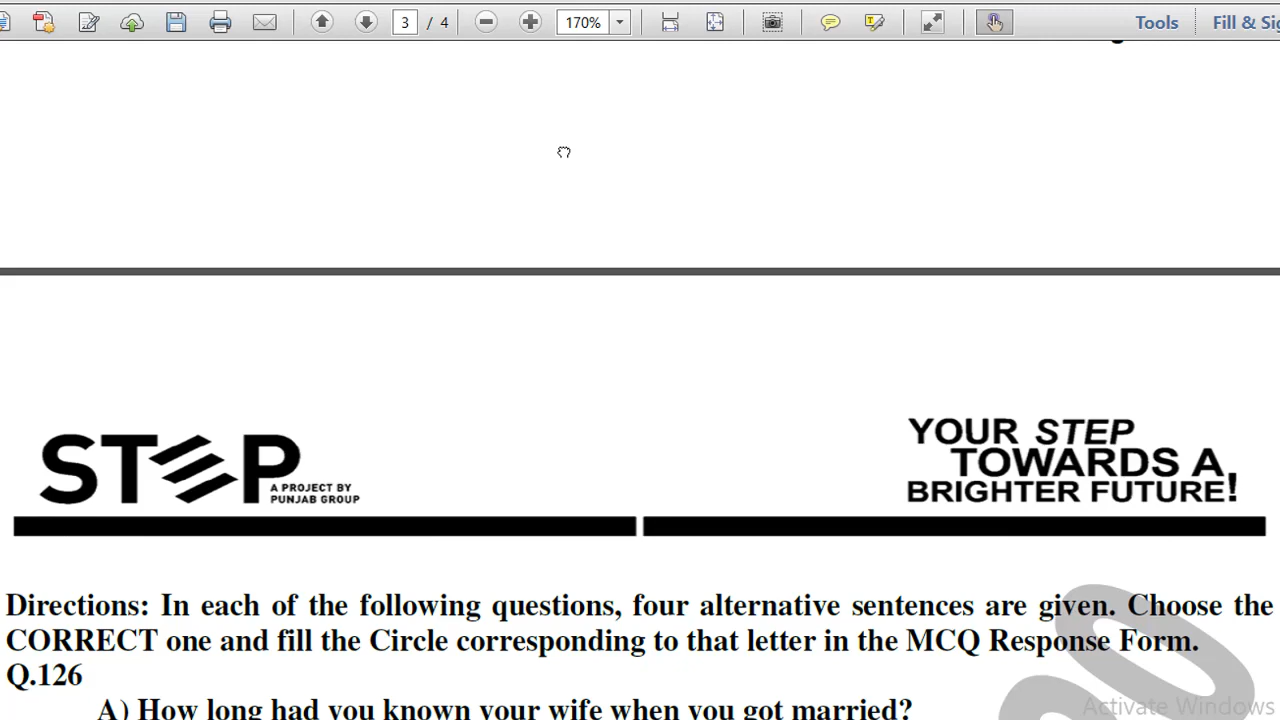 3 / 4 170% Tools Fill &
STEP
A PROJECT BY
PUNJAB GROUP
YOUR STEP
TOWARDS A
BRIGHTER FUTURE!
Directions: In each of the following questions, four alternative sentences are given. Choose the
CORRECT one and fill the Circle corresponding to that letter in the MCQ Response Form.
Q.126
A) How long had you known your wife when you got married?
Activate Windows